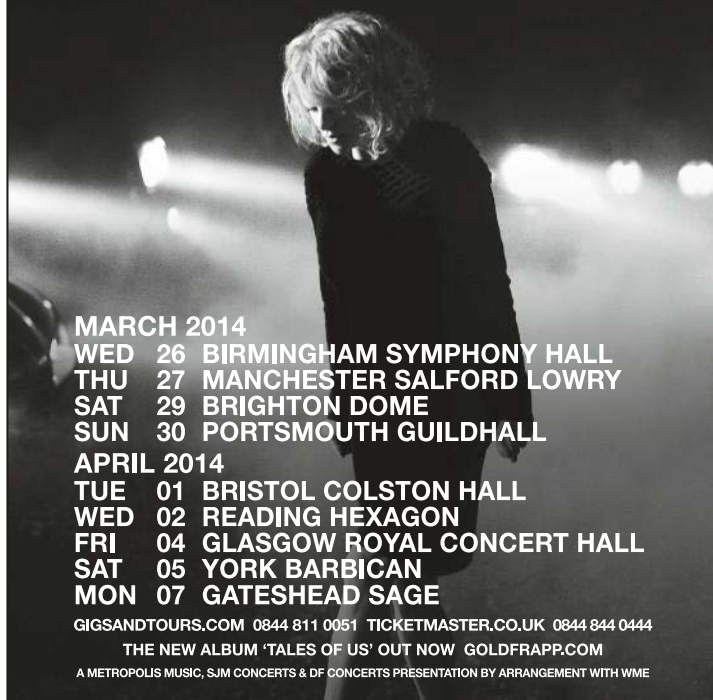 MARCH 2014
WED 26 BIRMINGHAM SYMPHONY HALL
THU 27 MANCHESTER SALFORD LOWRY
SAT 29 BRIGHTON DOME
SUN 30 PORTSMOUTH GUILDHALL
APRIL 2014
TUE 01 BRISTOL COLSTON HALL
WED 02 READING HEXAGON
FRI 04 GLASGOW ROYAL CONCERT HALL
SAT 05 YORK BARBICAN
MON 07 GATESHEAD SAGE
GIGSANDTOURS.COM 0844 811 0051 TICKETMASTER.CO.UK 0844 844 0444
THE NEW ALBUM ‘TALES OF US’ OUT NOW GOLDFRAPP.COM
A METROPOLIS MUSIC, SJM CONCERTS & DF CONCERTS PRESENTATION BY ARRANGEMENT WITH WME